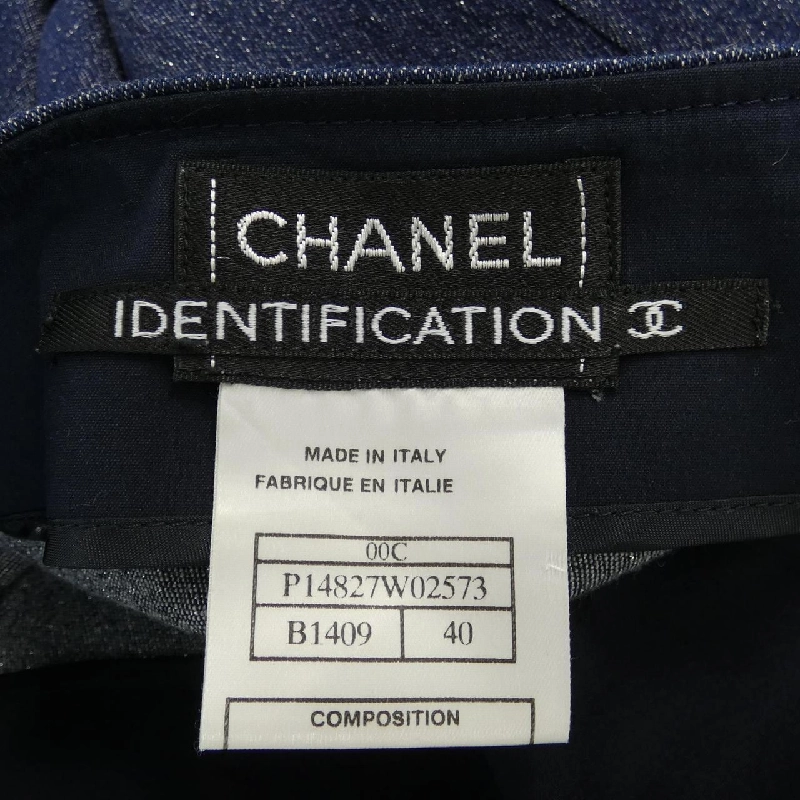 CHANEL
IDENTIFICATION
MADE IN ITALY
FABRIQUE EN ITALIE
00C
P14827W02573
B1409 40
COMPOSITION